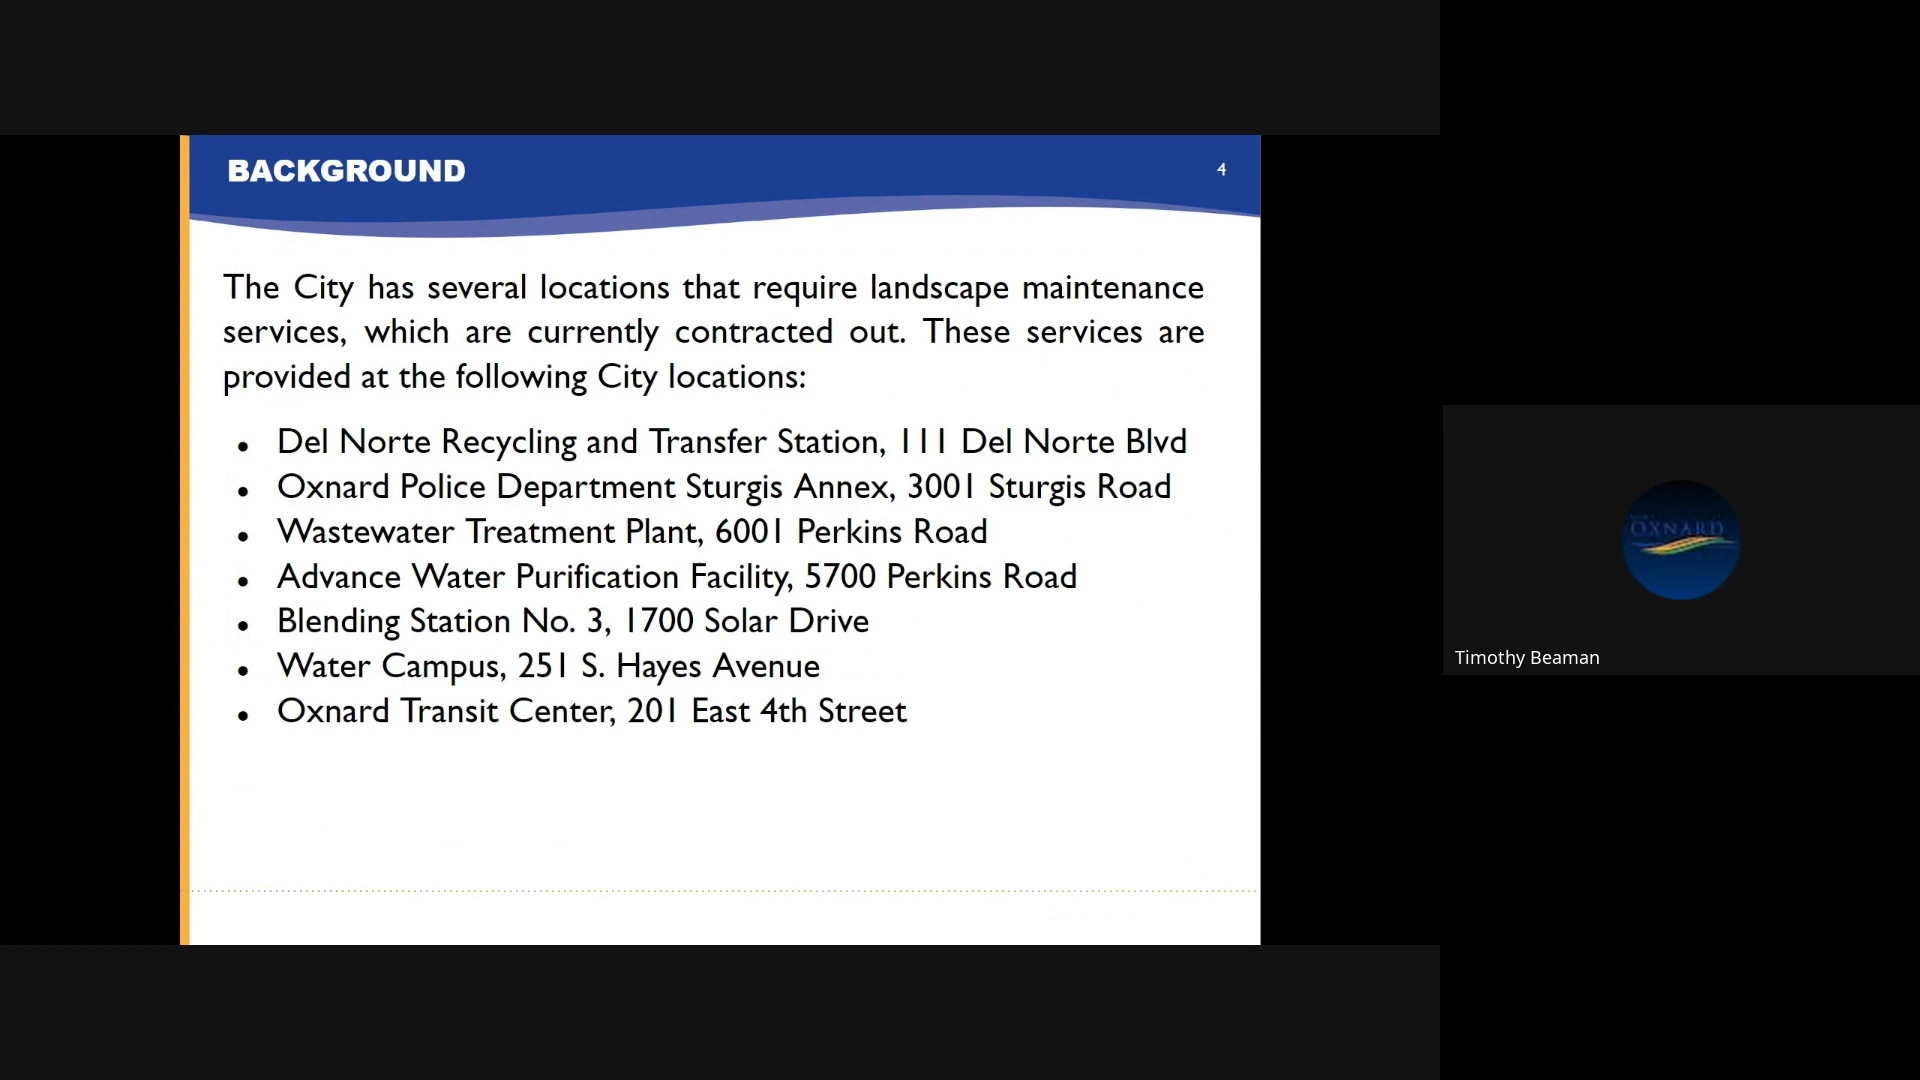 BACKGROUND
4
The City has several locations that require landscape maintenance
services, which are currently contracted out. These services are
provided at the following City locations:
• Del Norte Recycling and Transfer Station, 111 Del Norte Blvd
• Oxnard Police Department Sturgis Annex, 3001 Sturgis Road
• Wastewater Treatment Plant, 6001 Perkins Road
• Advance Water Purification Facility, 5700 Perkins Road
• Blending Station No. 3, 1700 Solar Drive
• Water Campus, 251 S. Hayes Avenue
• Oxnard Transit Center, 201 East 4th Street
OXNARD
Timothy Beaman